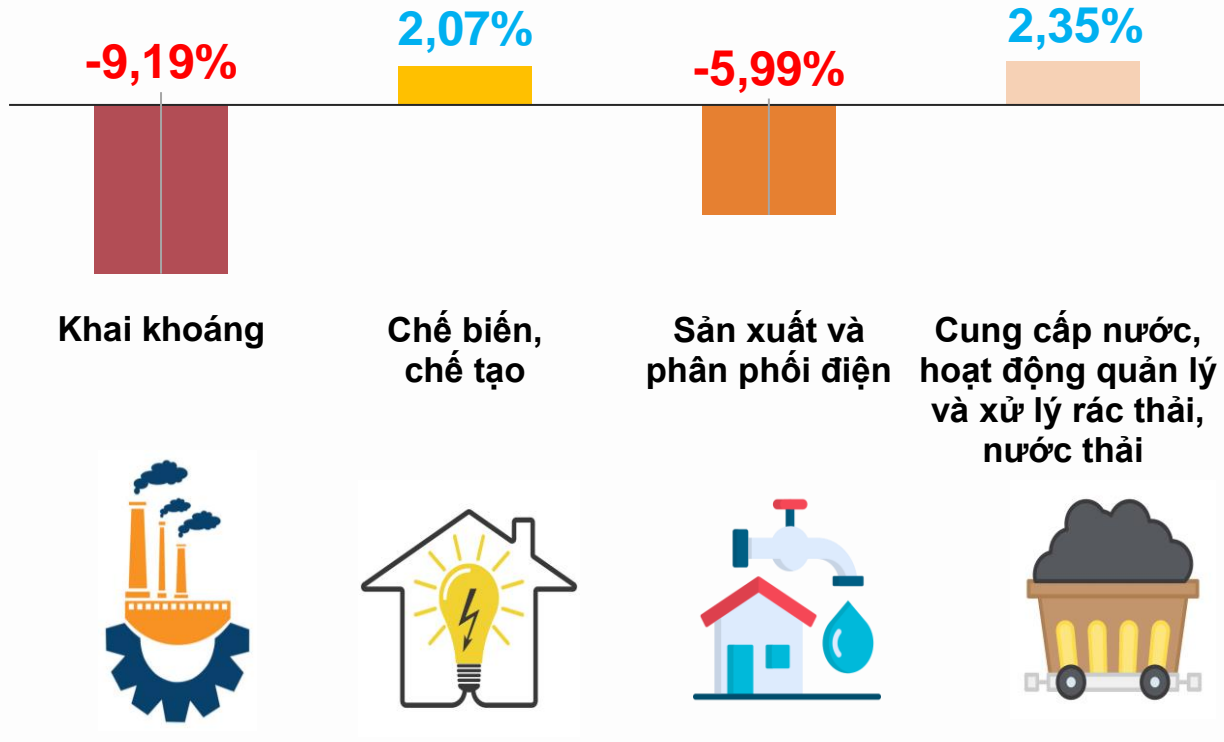 -9,19%
2,07%
-5,99%
2,35%
Khai khoáng
Chế biến,
chế tạo
Sản xuất và
phân phối điện
Cung cấp nước,
hoạt động quản lý
và xử lý rác thải,
nước thải